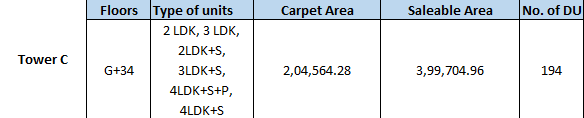 Floors Type of units Carpet Area Saleable Area No. of DU
Tower C G+34 2 LDK, 3 LDK, 2,04,564.28 3,99,704.96 194
2LDK+S,
3LDK+S,
4LDK+S+P,
4LDK+S